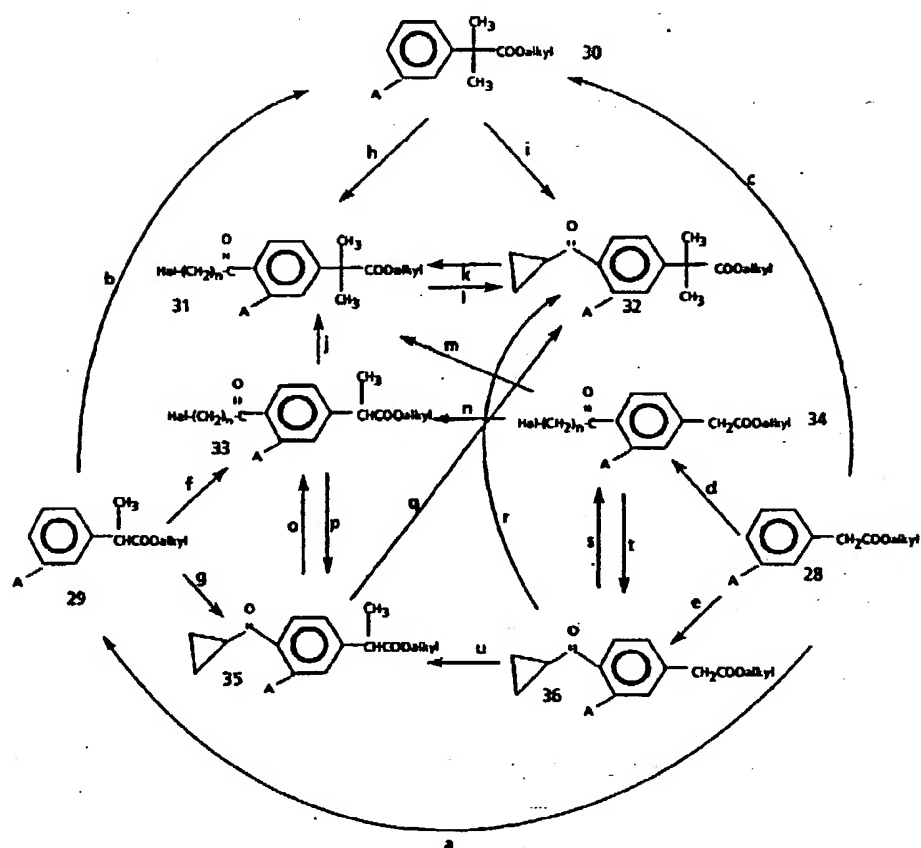 CH₃
COOalkyl 30
CH₃
A
h i
c
b
O
Hal-(CH₂)ₙ-C
CH₃
COOalkyl
CH₃
A
31
k
l
O
CH₃
COOalkyl
CH₃
A
32
j
m
O
Hal-(CH₂)ₙ-C
CH₃
CHCOOalkyl
A
33
n
O
Hal-(CH₂)ₙ-C
CH₂COOalkyl
34
A
f
o p
q
r
s t
d
CH₃
CHCOOalkyl
A
29
g
CH₂COOalkyl
A
28
e
O
CH₃
CHCOOalkyl
A
35
u
O
CH₂COOalkyl
A
36
a